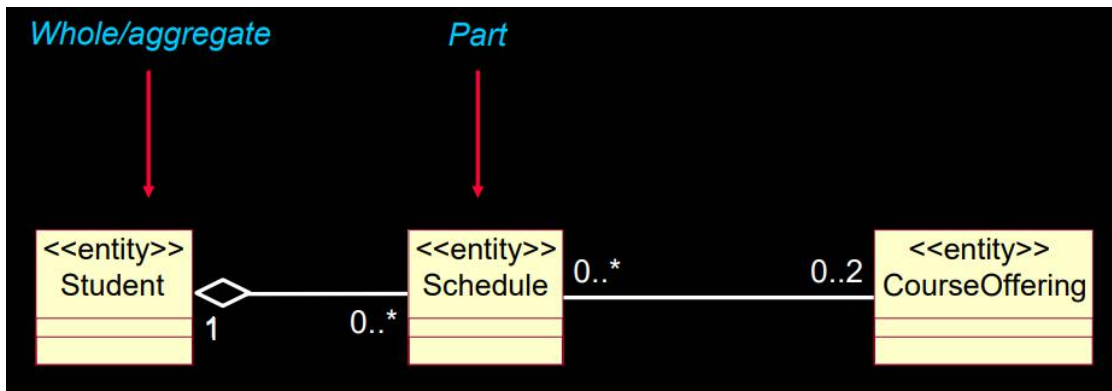 Whole/aggregate
Part
<<entity>>
Student
<<entity>>
Schedule
<<entity>>
CourseOffering
1
0..*
0..*
0..2